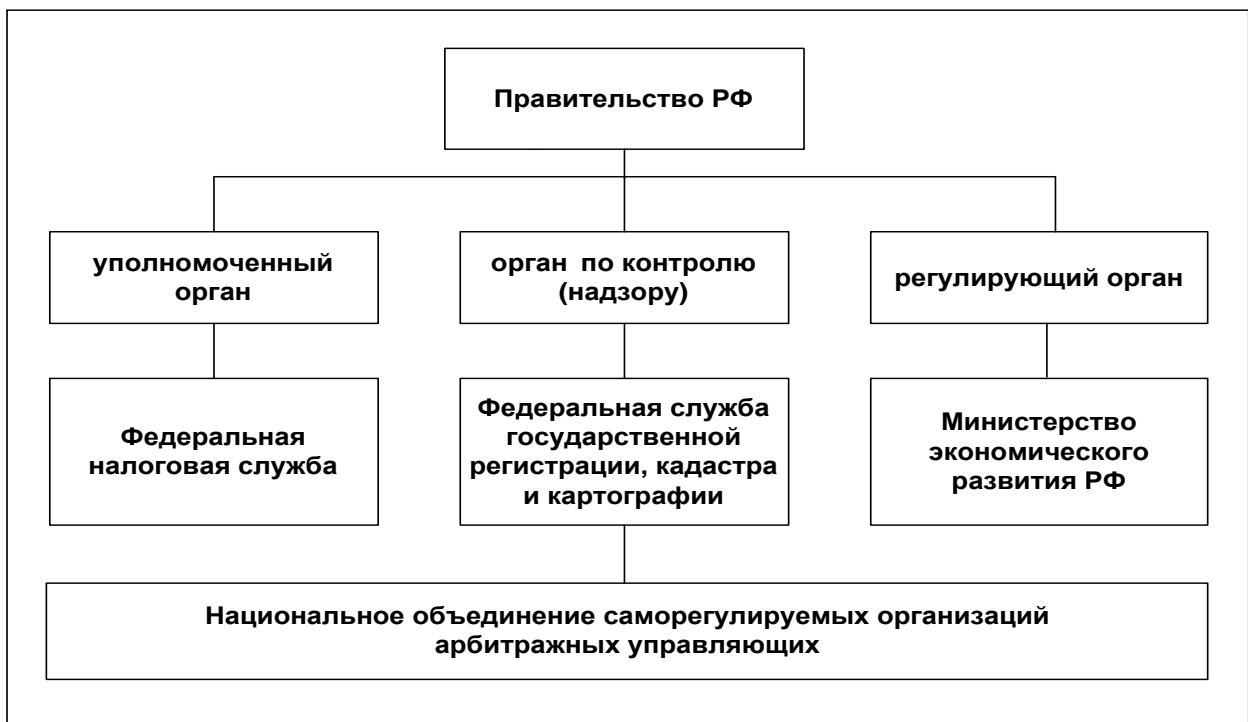 Правительство РФ
уполномоченный
орган
орган по контролю
(надзору)
регулирующий орган
Федеральная
налоговая служба
Федеральная служба
государственной
регистрации, кадастра
и картографии
Министерство
экономического
развития РФ
Национальное объединение саморегулируемых организаций
арбитражных управляющих